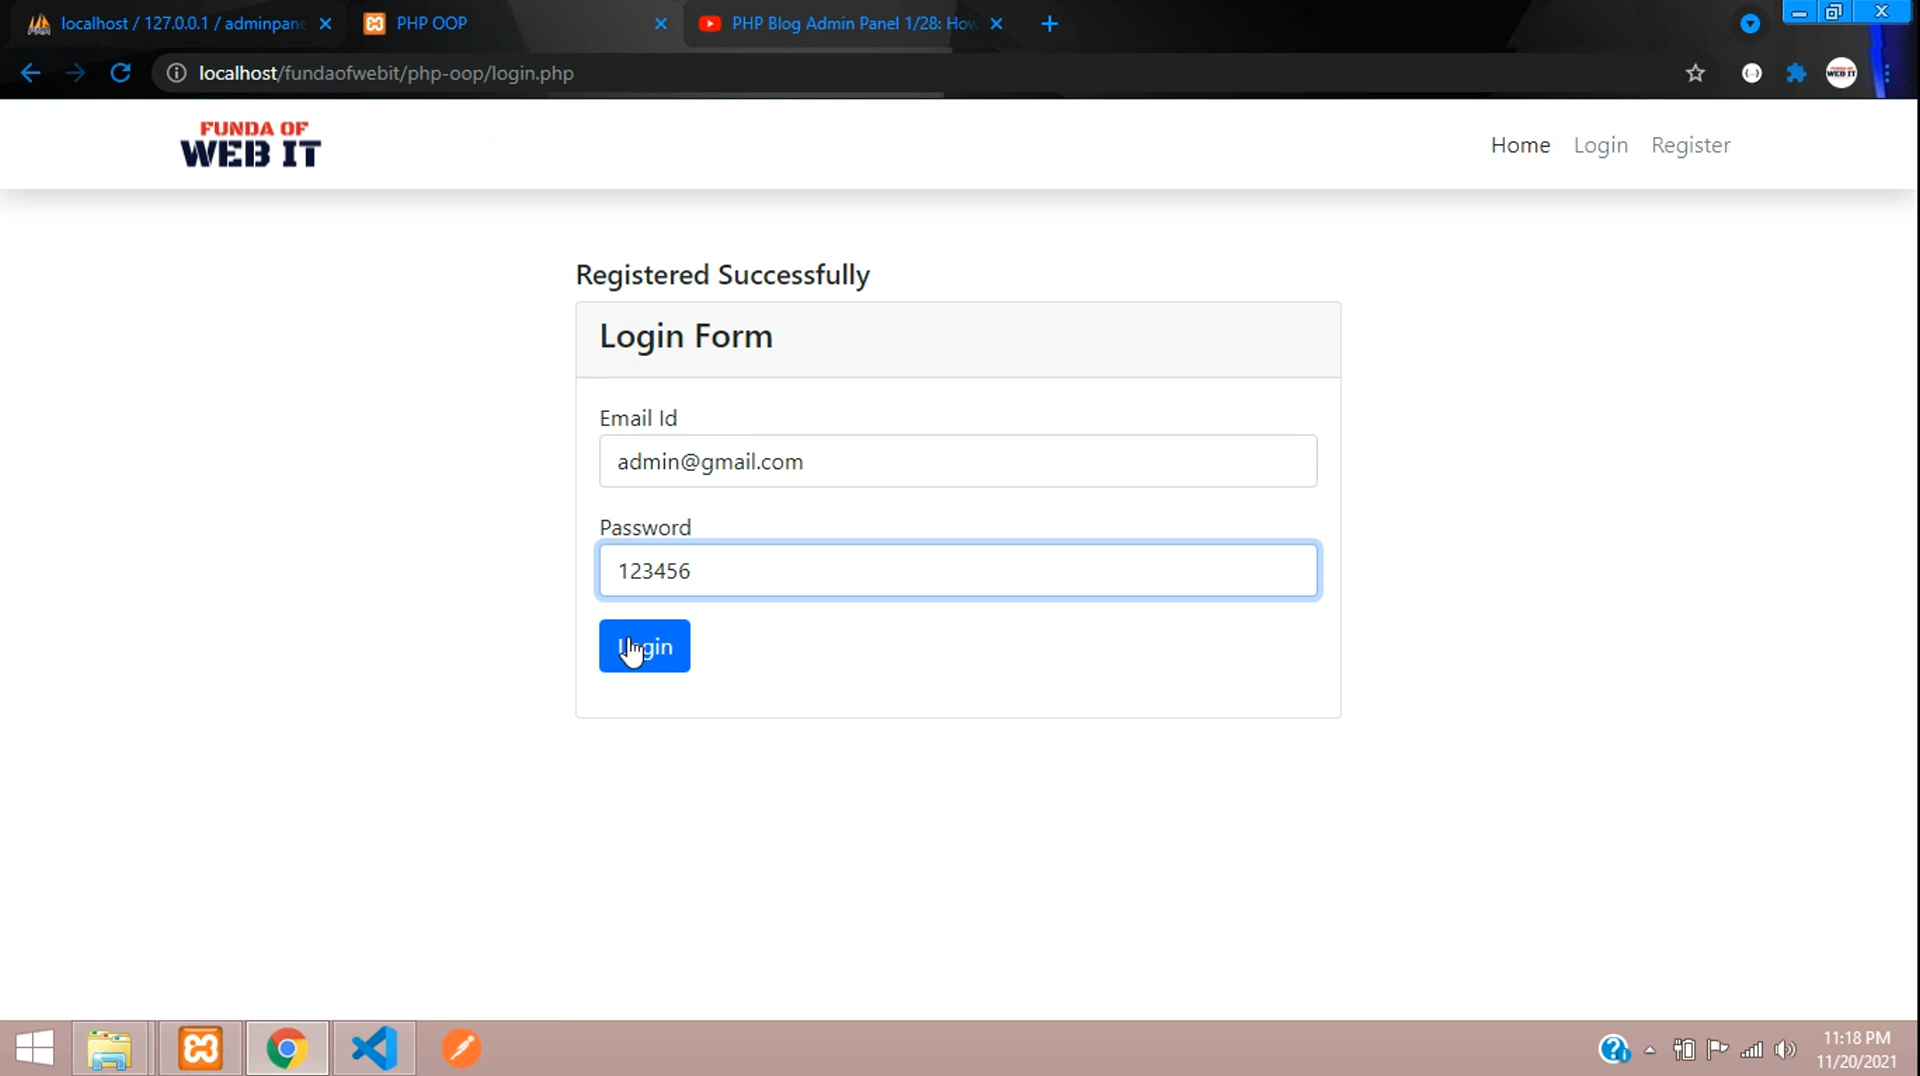 localhost / 127.0.0.1 / adminpane
PHP OOP
PHP Blog Admin Panel 1/28: How
localhost/fundaofwebit/php-oop/login.php
FUNDA OF
WEB IT
Home
Login
Register
Registered Successfully
Login Form
Email Id
admin@gmail.com
Password
123456
Login
11:18 PM
11/20/2021